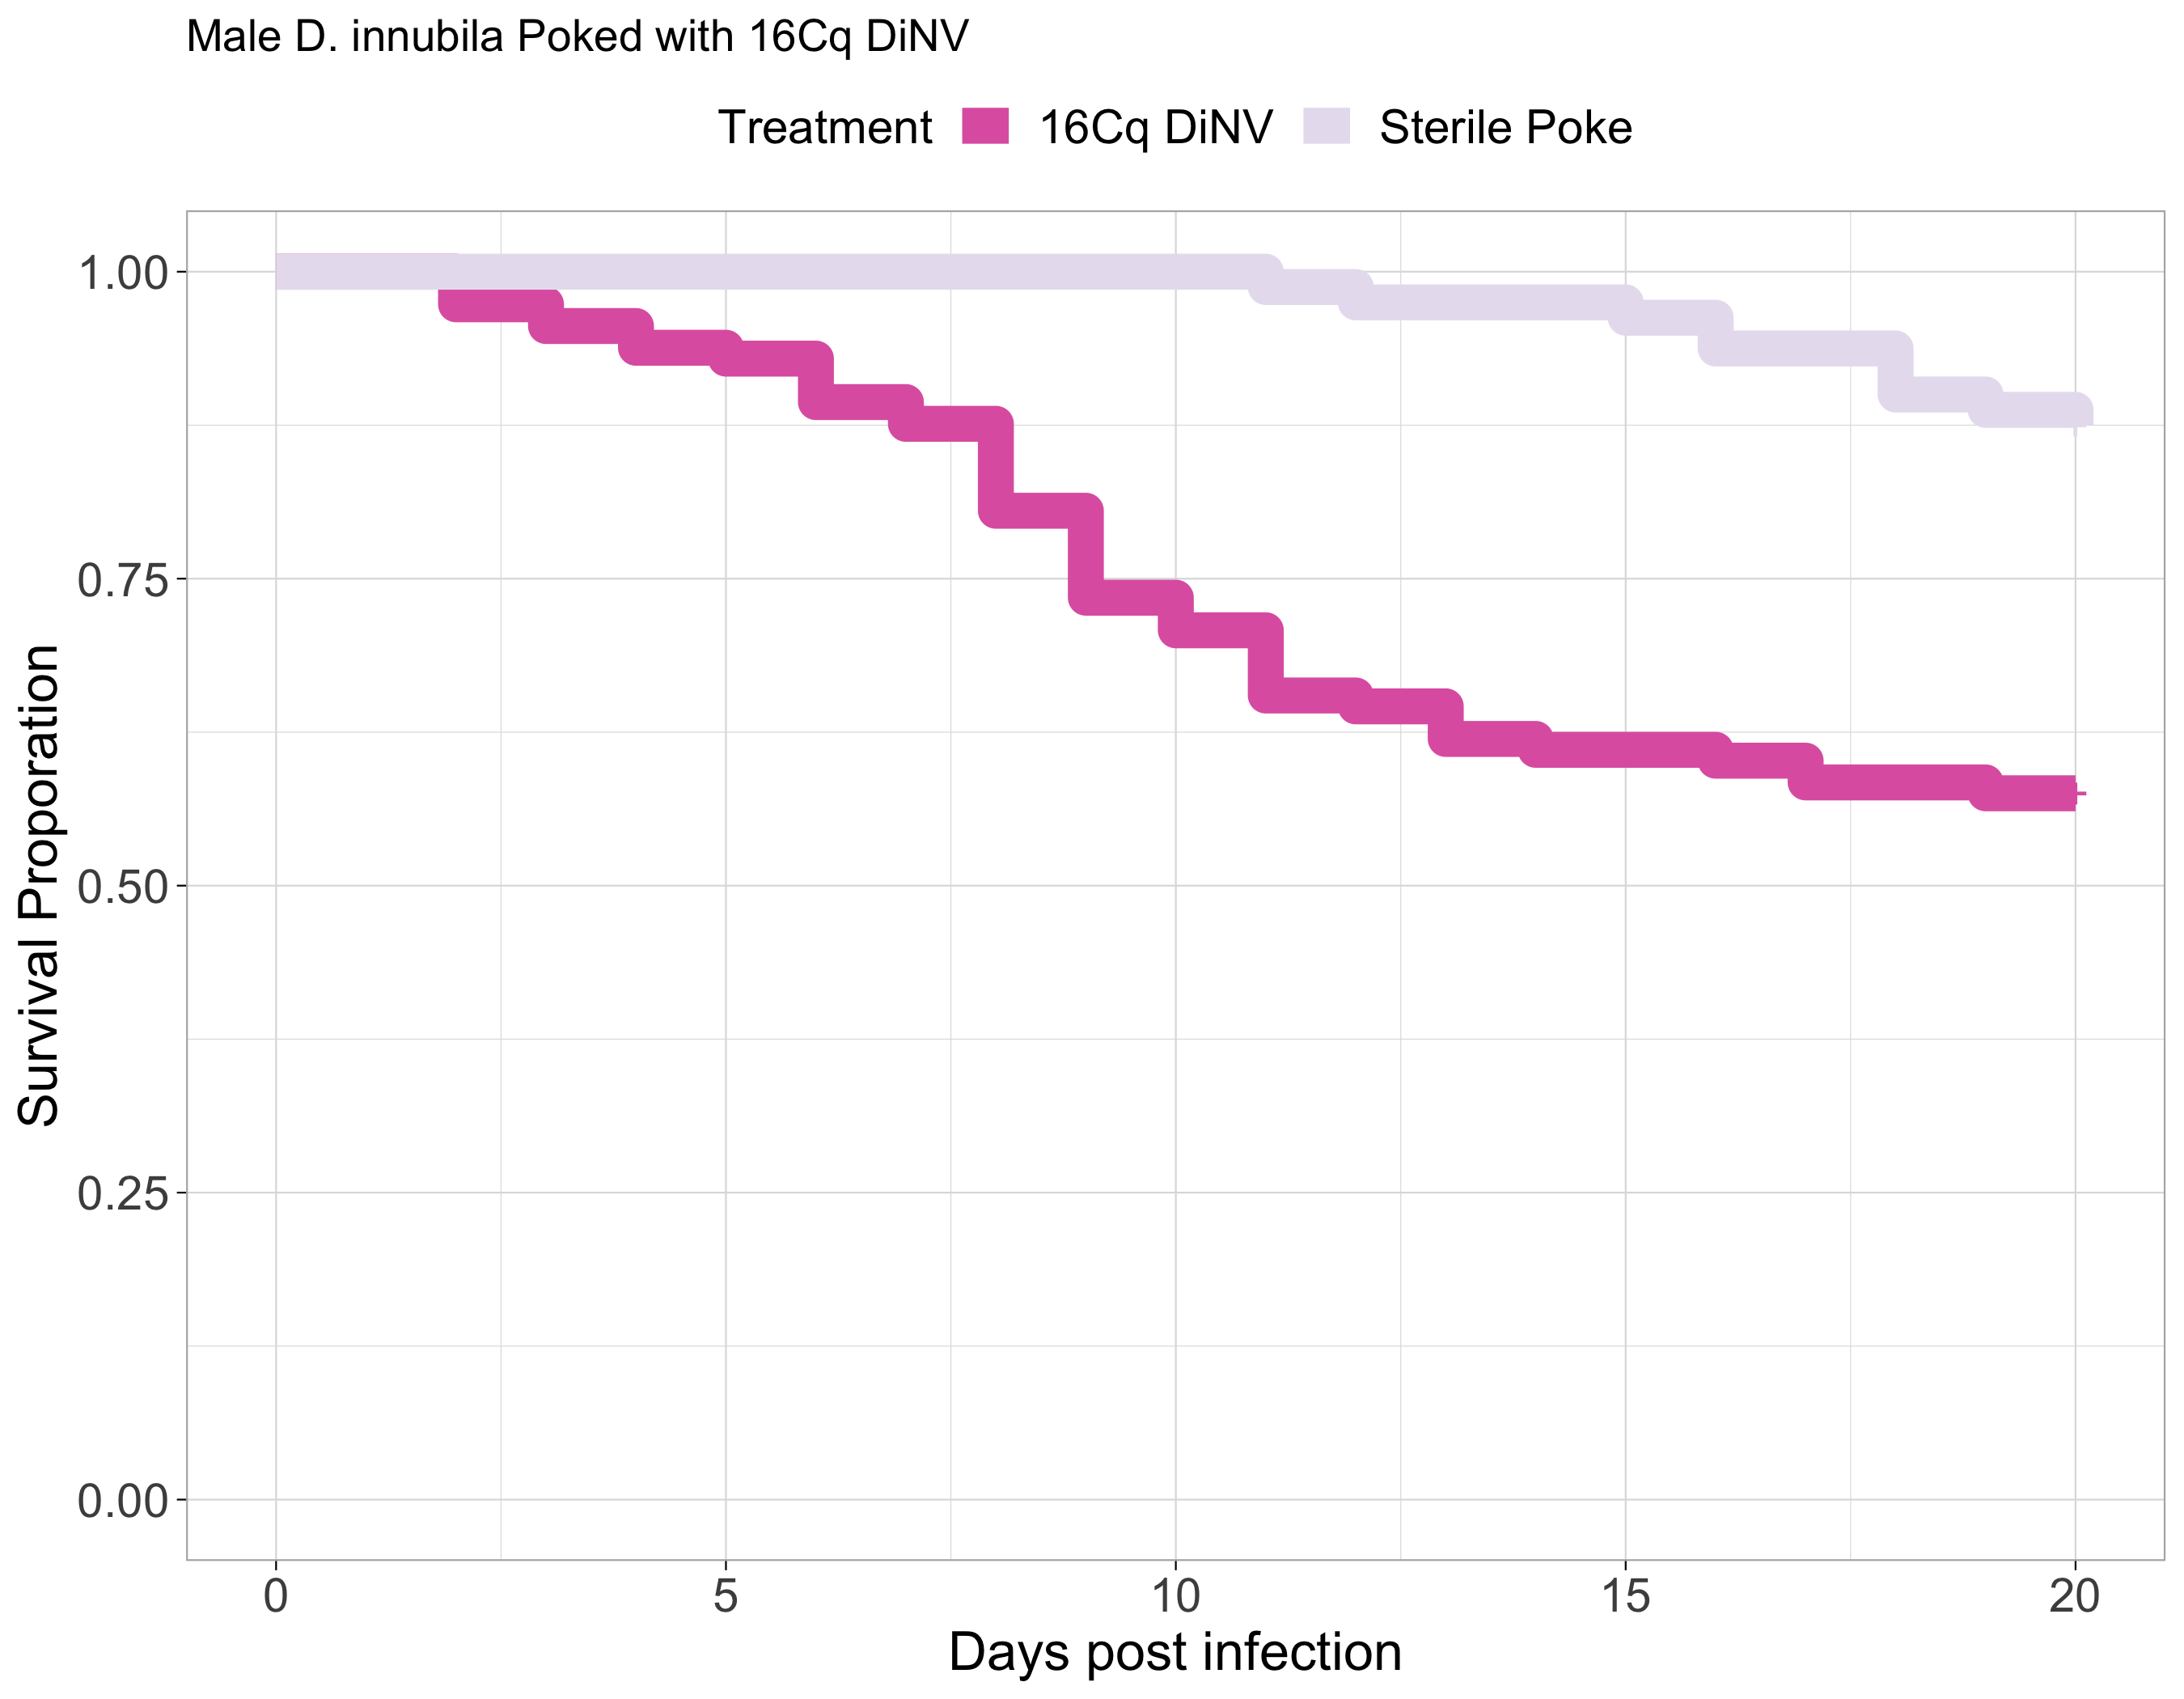 Male D. innubila Poked with 16Cq DiNV
Treatment 16Cq DiNV Sterile Poke
1.00
0.75
0.50
0.25
0.00
Survival Proporation
0 5 10 15 20
Days post infection